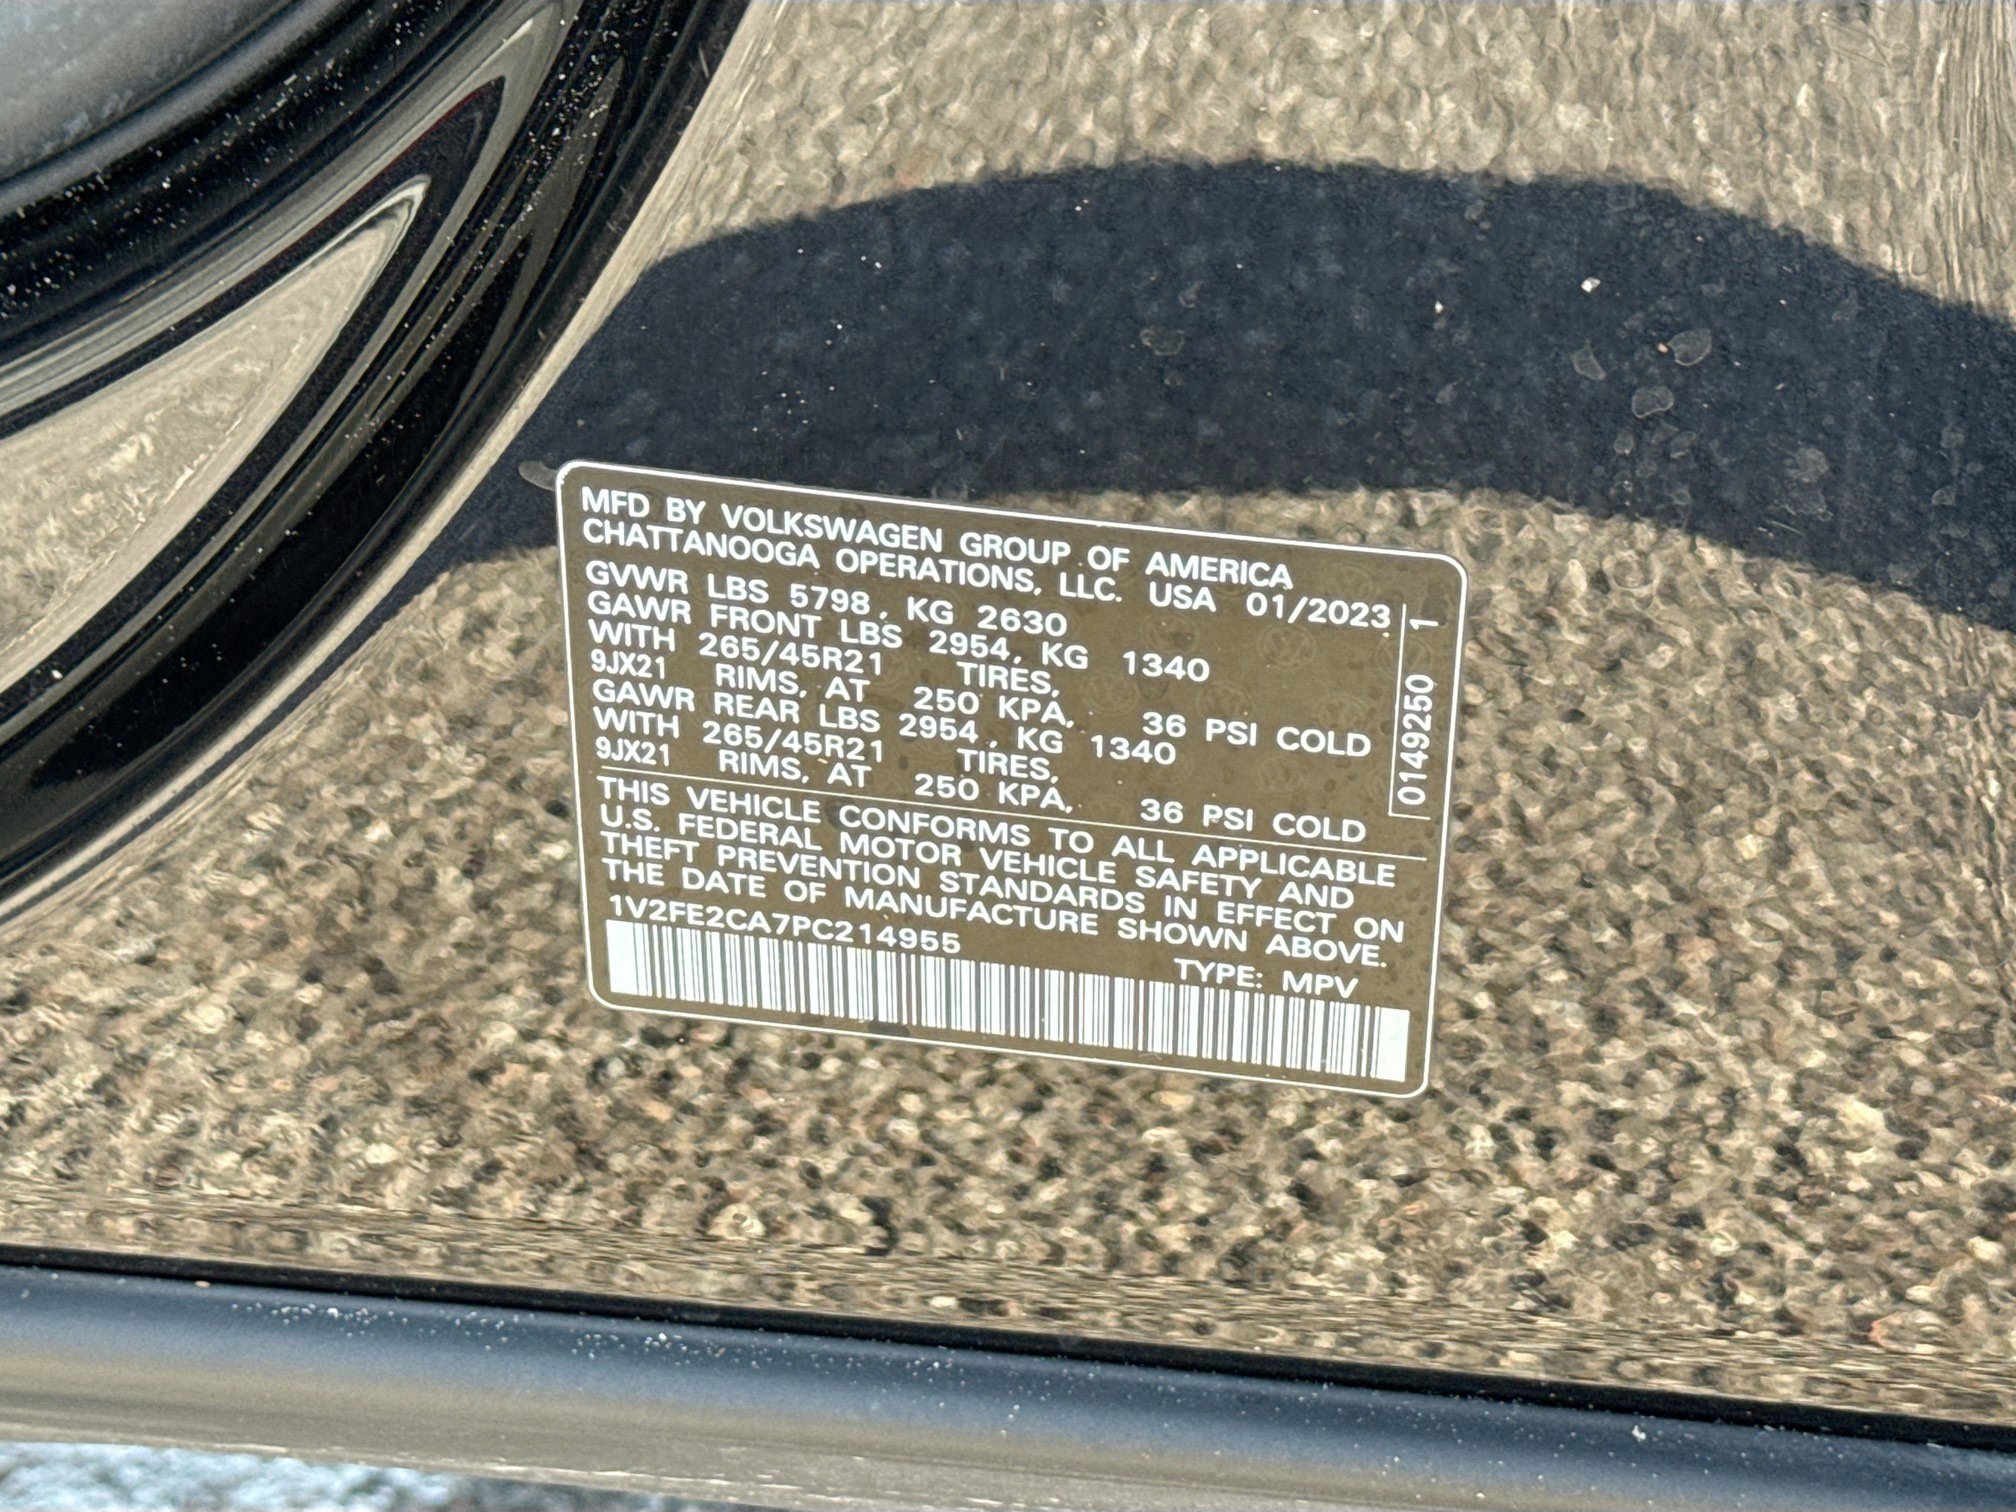 MFD BY VOLKSWAGEN GROUP OF AMERICA
CHATTANOOGA OPERATIONS, LLC. USA 01/2023
GVWR LBS 5798, KG 2630
GAWR FRONT LBS 2954, KG 1340
WITH 265/45R21 TIRES,
9JX21 RIMS, AT 250 KPA, 36 PSI COLD
GAWR REAR LBS 2954, KG 1340
WITH 265/45R21 TIRES,
9JX21 RIMS, AT 250 KPA, 36 PSI COLD
THIS VEHICLE CONFORMS TO ALL APPLICABLE
U.S. FEDERAL MOTOR VEHICLE SAFETY AND
THEFT PREVENTION STANDARDS IN EFFECT ON
THE DATE OF MANUFACTURE SHOWN ABOVE.
1V2FE2CA7PC214955 TYPE: MPV
0149250 1